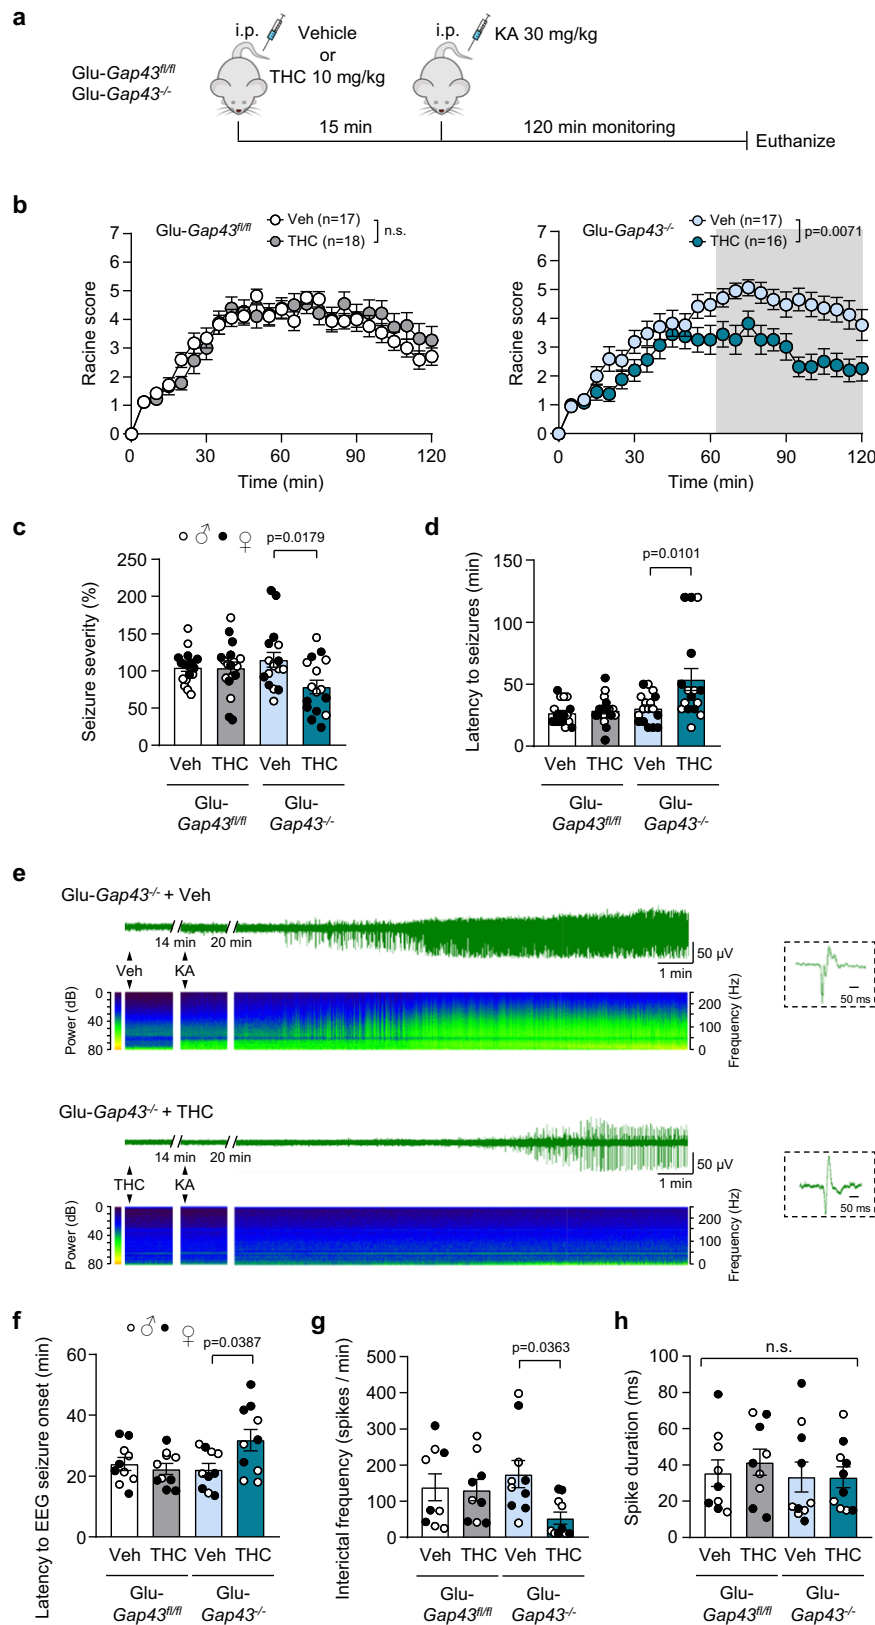 a
i.p.
Vehicle
or
THC 10 mg/kg
i.p.
KA 30 mg/kg
Glu-Gap43fl/fl
Glu-Gap43-/-
15 min
120 min monitoring
Euthanize
b
Glu-Gap43fl/fl
Veh (n=17)
THC (n=18)
n.s.
Racine score
7
6
5
4
3
2
1
0
0
30
60
90
120
Time (min)
Glu-Gap43-/-
Veh (n=17)
THC (n=16)
p=0.0071
Racine score
7
6
5
4
3
2
1
0
0
30
60
90
120
Time (min)
c
♂ ♀
p=0.0179
Seizure severity (%)
250
200
150
100
50
0
Veh THC Veh THC
Glu-
Gap43fl/fl
Glu-
Gap43-/-
d
p=0.0101
Latency to seizures (min)
150
100
50
0
Veh THC Veh THC
Glu-
Gap43fl/fl
Glu-
Gap43-/-
e
Glu-Gap43-/- + Veh
14 min
20 min
50 µV
1 min
Veh
KA
50 ms
Power (dB)
0
40
80
200
100
0
Frequency (Hz)
Glu-Gap43-/- + THC
14 min
20 min
50 µV
1 min
THC
KA
50 ms
Power (dB)
0
40
80
200
100
0
Frequency (Hz)
f
♂ ♀
p=0.0387
Latency to EEG seizure onset (min)
60
40
20
0
Veh THC Veh THC
Glu-
Gap43fl/fl
Glu-
Gap43-/-
g
p=0.0363
Interictal frequency (spikes / min)
500
400
300
200
100
0
Veh THC Veh THC
Glu-
Gap43fl/fl
Glu-
Gap43-/-
h
n.s.
Spike duration (ms)
100
80
60
40
20
0
Veh THC Veh THC
Glu-
Gap43fl/fl
Glu-
Gap43-/-